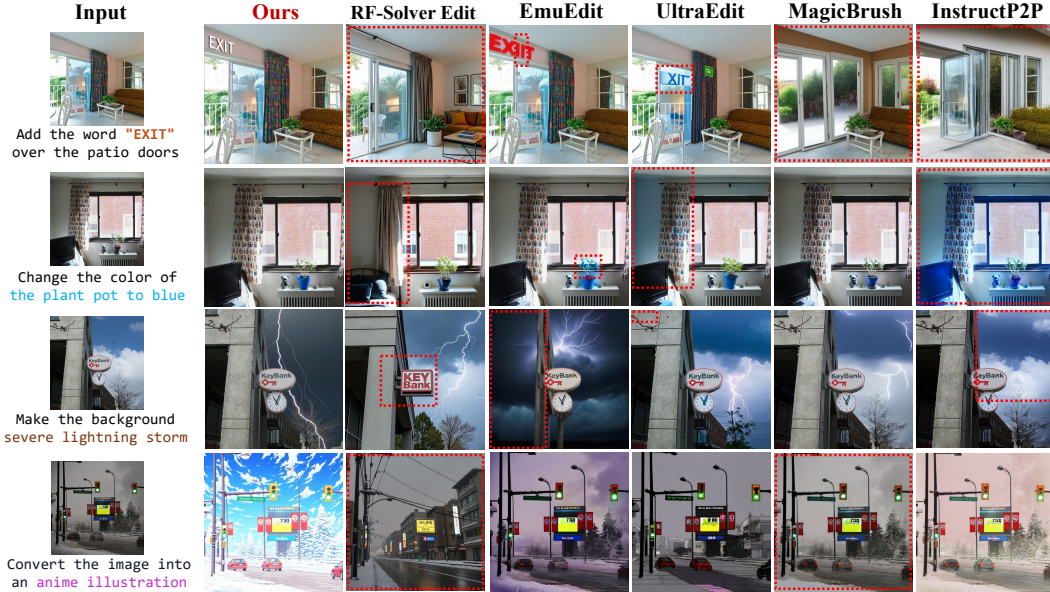 Input Ours RF-Solver Edit EmuEdit UltraEdit MagicBrush InstructP2P
EXIT
EXIT
XIT
Add the word "EXIT"
over the patio doors
Change the color of
the plant pot to blue
KeyBank
KeyBank
KEY
Bank
KeyBank
KeyBank
KeyBank
KeyBank
Make the background
severe lightning storm
Convert the image into
an anime illustration